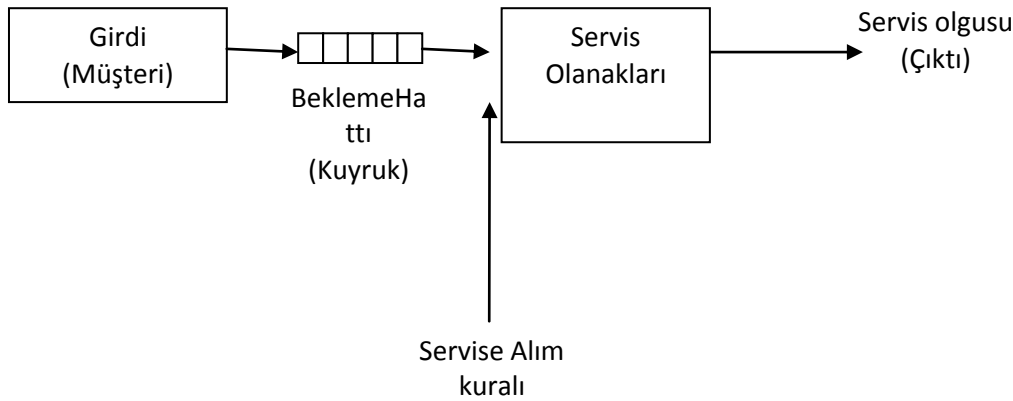 Girdi
(Müşteri)
BeklemeHa
ttı
(Kuyruk)
Servis
Olanakları
Servis olgusu
(Çıktı)
Servise Alım
kuralı